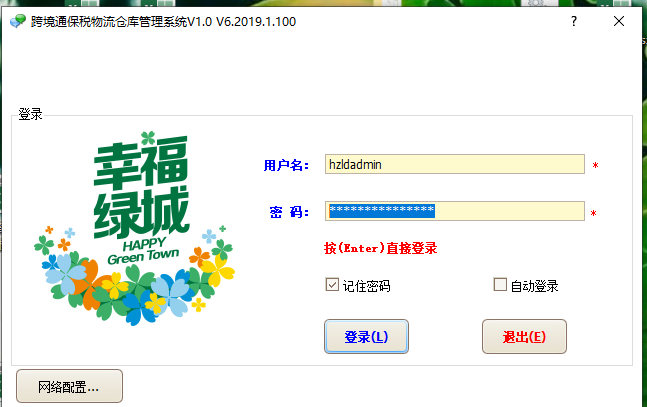 跨境通保税物流仓库管理系统V1.0 V6.2019.1.100
登录
幸福
绿城
HAPPY
Green Town
用户名: hzldadmin *
密 码: *************** *
按(Enter)直接登录
记住密码 自动登录
登录(L) 退出(E)
网络配置...